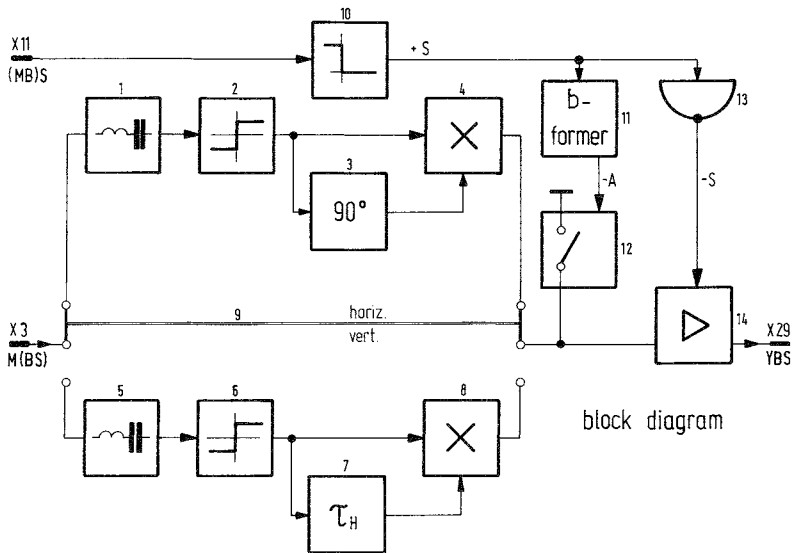 10
X11
(MB)S
+S
1
2
4
b-
former
11
13
3
90°
-A
-S
12
X3
M(BS)
9
horiz.
vert.
14
X29
YBS
5
6
8
block diagram
7
τH